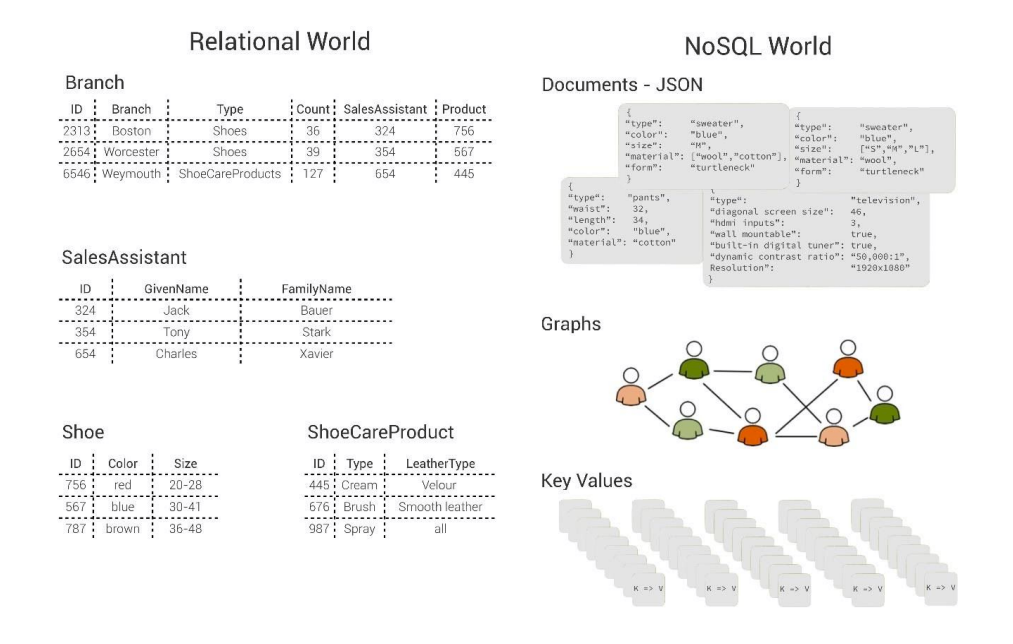 Relational World
Branch
ID Branch Type Count SalesAssistant Product
2313 Boston Shoes 36 324 756
2654 Worcester Shoes 39 354 567
6546 Weymouth ShoeCareProducts 127 654 445
SalesAssistant
ID GivenName FamilyName
324 Jack Bauer
354 Tony Stark
654 Charles Xavier
Shoe
ID Color Size
756 red 20-28
567 blue 30-41
787 brown 36-48
ShoeCareProduct
ID Type LeatherType
445 Cream Velour
676 Brush Smooth leather
987 Spray all
NoSQL World
Documents - JSON
{
"type": "sweater",
"color": "blue",
"size": "M",
"material": ["wool","cotton"],
"form": "turtleneck"
}
{
"type": "sweater",
"color": "blue",
"size": ["S","M","L"],
"material": "wool",
"form": "turtleneck"
}
{
"type": "pants",
"waist": 32,
"length": 34,
"color": "blue",
"material": "cotton"
}
{
"type": "television",
"diagonal screen size": 46,
"hdmi inputs": 3,
"wall mountable": true,
"built-in digital tuner": true,
"dynamic contrast ratio": "50,000:1",
Resolution": "1920x1080"
}
Graphs
Key Values
K => V
K => V
K => V
K => V
K => V